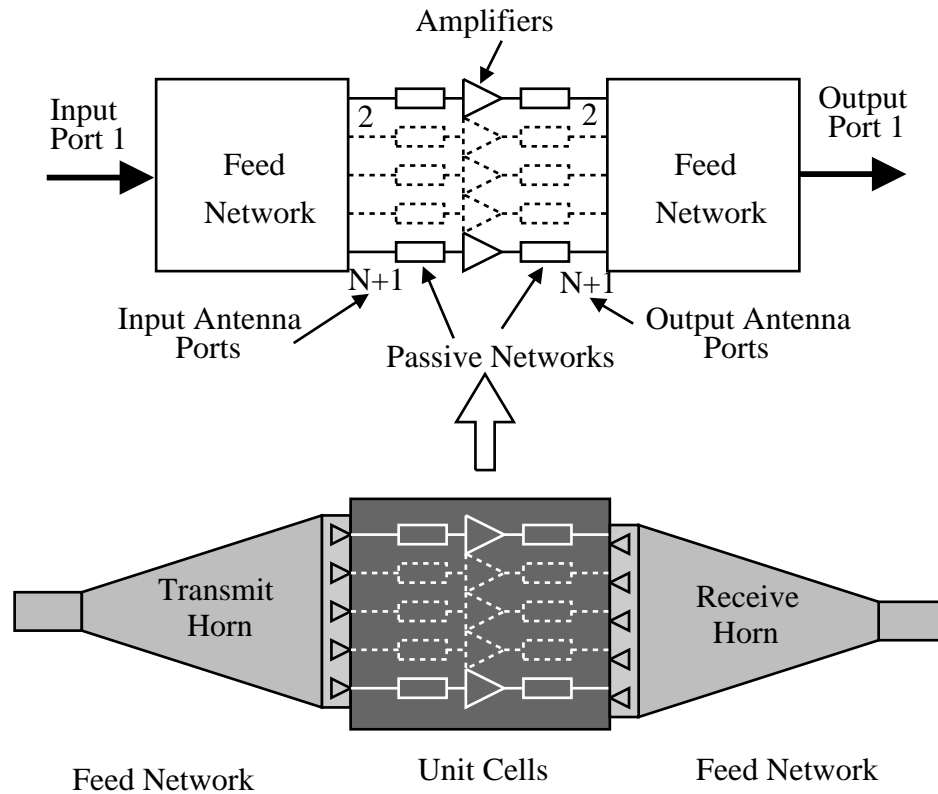 Amplifiers
Input
Port 1
Output
Port 1
2
2
Feed
Network
Feed
Network
N+1
N+1
Input Antenna
Ports
Output Antenna
Ports
Passive Networks
Transmit
Horn
Receive
Horn
Feed Network
Unit Cells
Feed Network